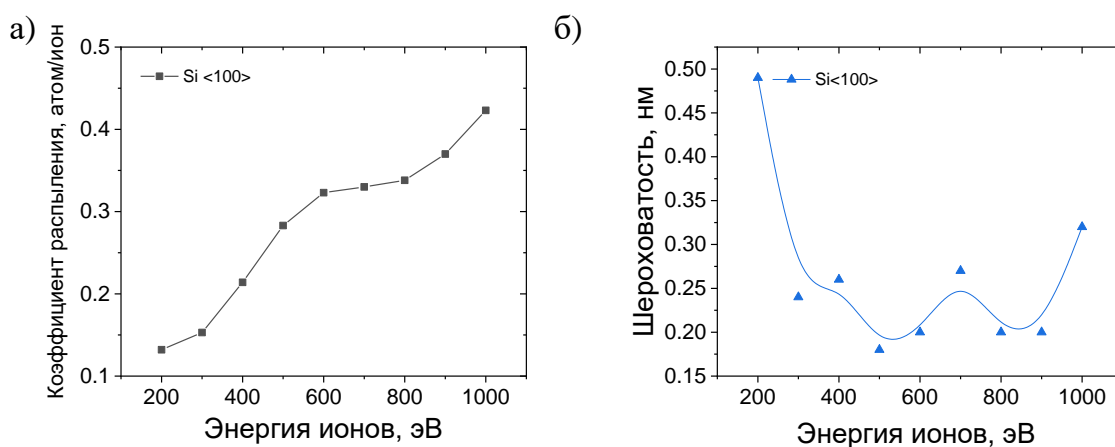 а)
Коэффициент распыления, атом/ион
0.5
0.4
0.3
0.2
0.1
Si <100>
200 400 600 800 1000
Энергия ионов, эВ
б)
Шероховатость, нм
0.50
0.45
0.40
0.35
0.30
0.25
0.20
0.15
Si<100>
200 400 600 800 1000
Энергия ионов, эВ